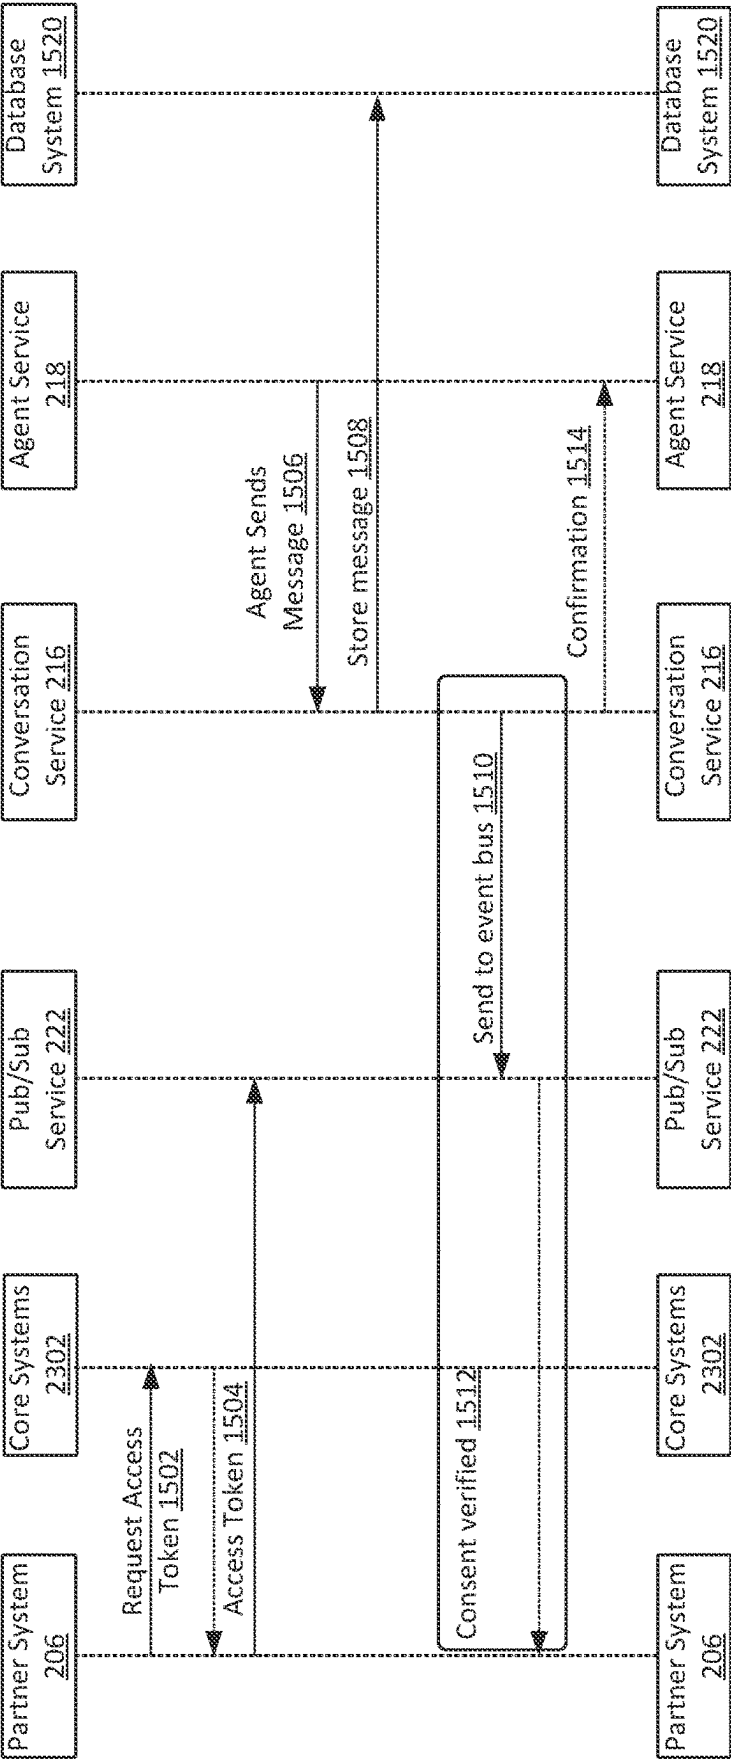 Partner System
206
Core Systems
2302
Pub/Sub
Service 222
Conversation
Service 216
Agent Service
218
Database
System 1520
Request Access
Token 1502
Access Token 1504
Agent Sends
Message 1506
Store message 1508
Consent verified 1512
Send to event bus 1510
Confirmation 1514
Partner System
206
Core Systems
2302
Pub/Sub
Service 222
Conversation
Service 216
Agent Service
218
Database
System 1520